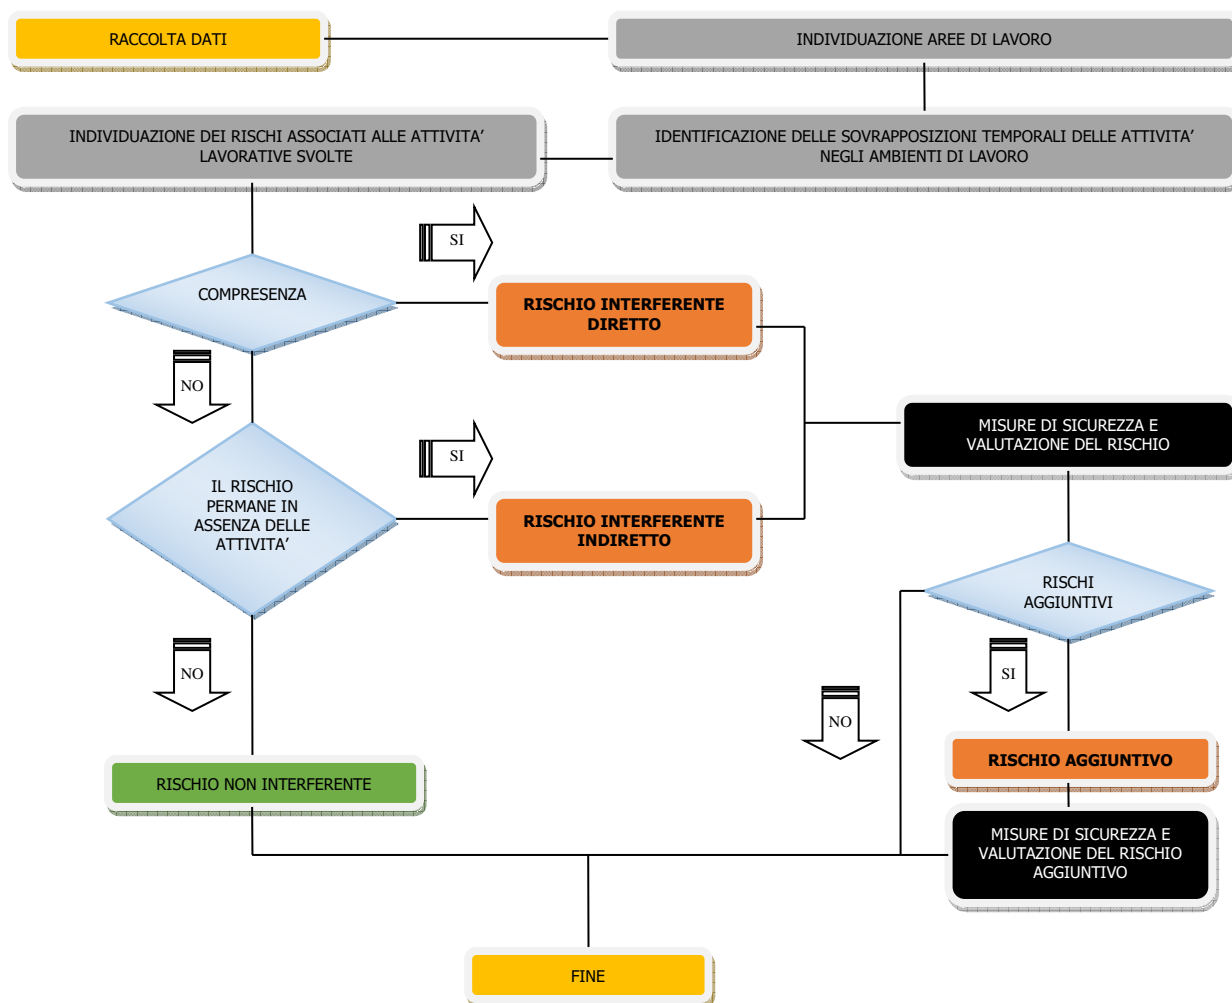 RACCOLTA DATI
INDIVIDUAZIONE AREE DI LAVORO
INDIVIDUAZIONE DEI RISCHI ASSOCIATI ALLE ATTIVITA’
LAVORATIVE SVOLTE
IDENTIFICAZIONE DELLE SOVRAPPOSIZIONI TEMPORALI DELLE ATTIVITA’
NEGLI AMBIENTI DI LAVORO
SI
COMPRESENZA
RISCHIO INTERFERENTE
DIRETTO
NO
MISURE DI SICUREZZA E
VALUTAZIONE DEL RISCHIO
SI
IL RISCHIO
PERMANE IN
ASSENZA DELLE
ATTIVITA’
RISCHIO INTERFERENTE
INDIRETTO
RISCHI
AGGIUNTIVI
NO
SI
NO
RISCHIO AGGIUNTIVO
RISCHIO NON INTERFERENTE
MISURE DI SICUREZZA E
VALUTAZIONE DEL RISCHIO
AGGIUNTIVO
FINE